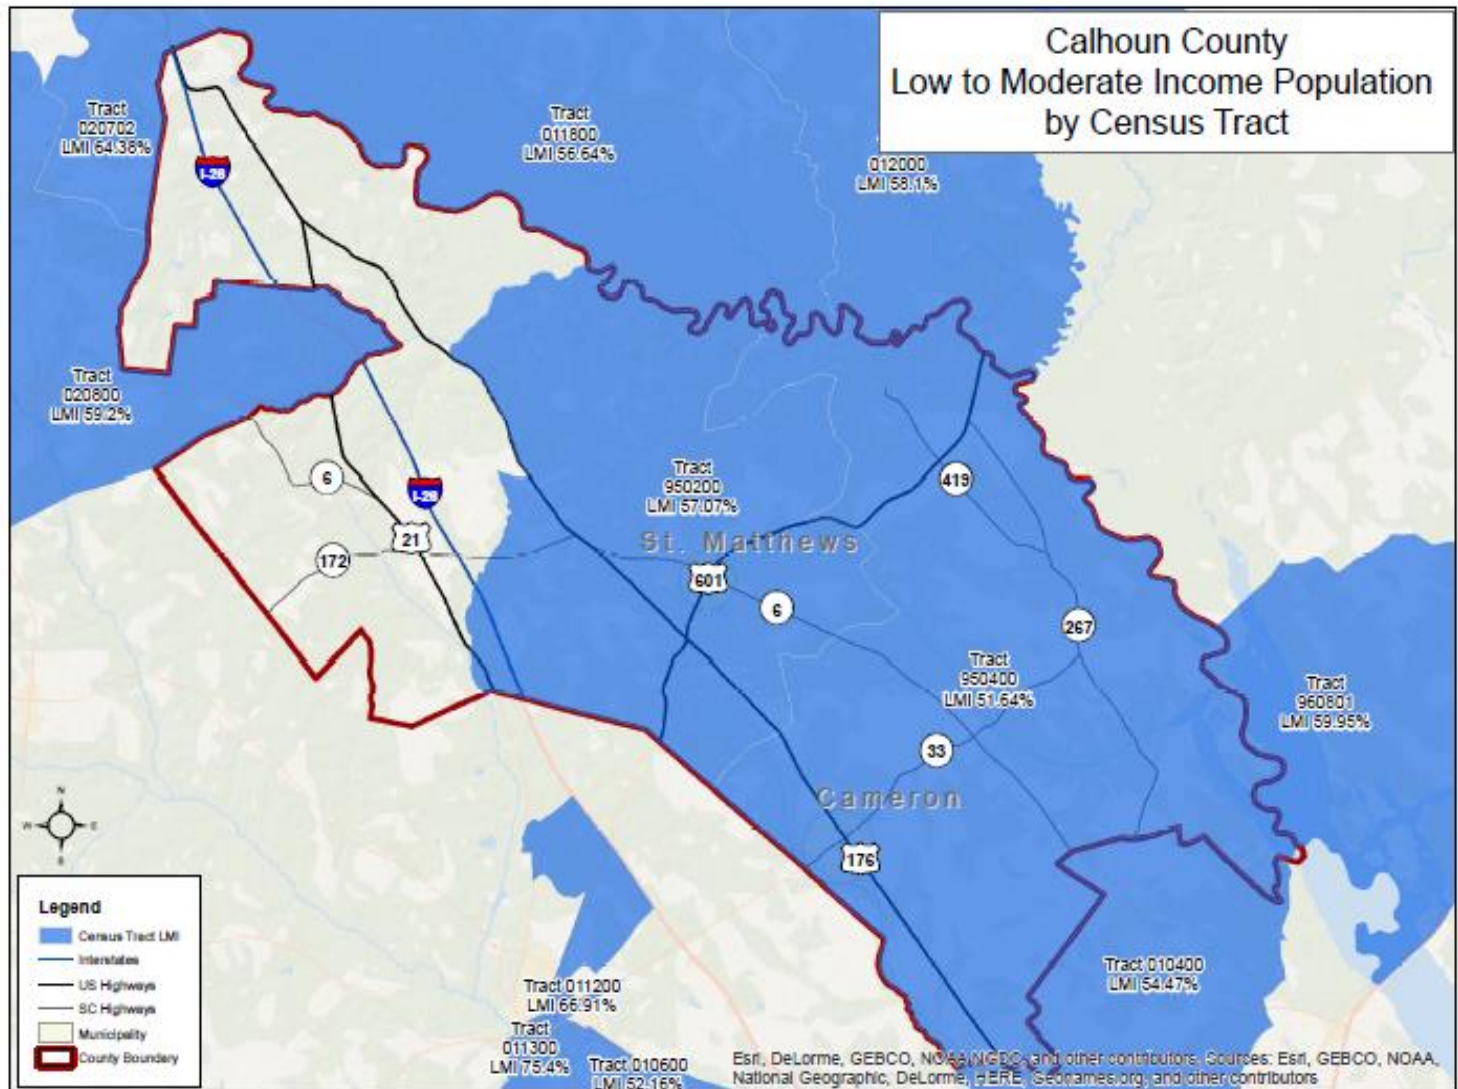 Calhoun County
Low to Moderate Income Population
by Census Tract
Tract
020702
LMI 64.38%
Tract
011800
LMI 56.64%
012000
LMI 58.1%
I-26
Tract
020800
LMI 59.2%
6
I-26
21
172
Tract
950200
LMI 57.07%
St. Matthews
419
601
6
267
Tract
950400
LMI 51.64%
Tract
960801
LMI 59.95%
33
Cameron
176
N
W
E
S
Legend
Census Tract LMI
Interstates
US Highways
SC Highways
Municipality
County Boundary
Tract 010400
LMI 54.47%
Tract 011200
LMI 66.91%
Tract
011300
LMI 75.4%
Tract 010600
LMI 52.16%
Esri, DeLorme, GEBCO, NOAA NGDC, and other contributors, Sources: Esri, GEBCO, NOAA,
National Geographic, DeLorme, HERE, Geonames.org, and other contributors